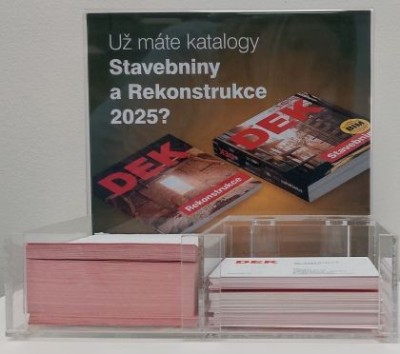 Už máte katalogy
Stavebniny
a Rekonstrukce
2025?
DEK
Rekonstrukce
DEK
Stavebniny
DEK